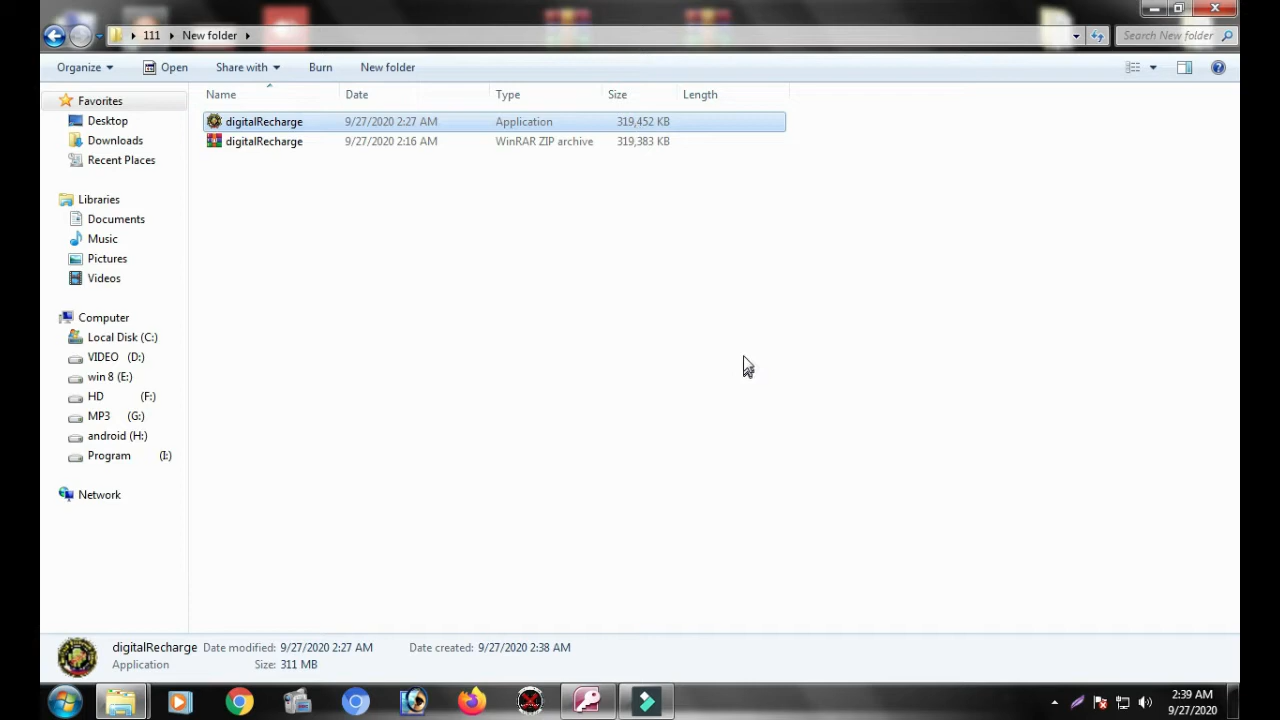 111 New folder
Search New folder
Organize Open Share with Burn New folder
Name Date Type Size Length
digitalRecharge 9/27/2020 2:27 AM Application 319,452 KB
digitalRecharge 9/27/2020 2:16 AM WinRAR ZIP archive 319,383 KB
Favorites
Desktop
Downloads
Recent Places
Libraries
Documents
Music
Pictures
Videos
Computer
Local Disk (C:)
VIDEO (D:)
win 8 (E:)
HD (F:)
MP3 (G:)
android (H:)
Program (I:)
Network
digitalRecharge Date modified: 9/27/2020 2:27 AM Date created: 9/27/2020 2:38 AM
Application Size: 311 MB
2:39 AM
9/27/2020